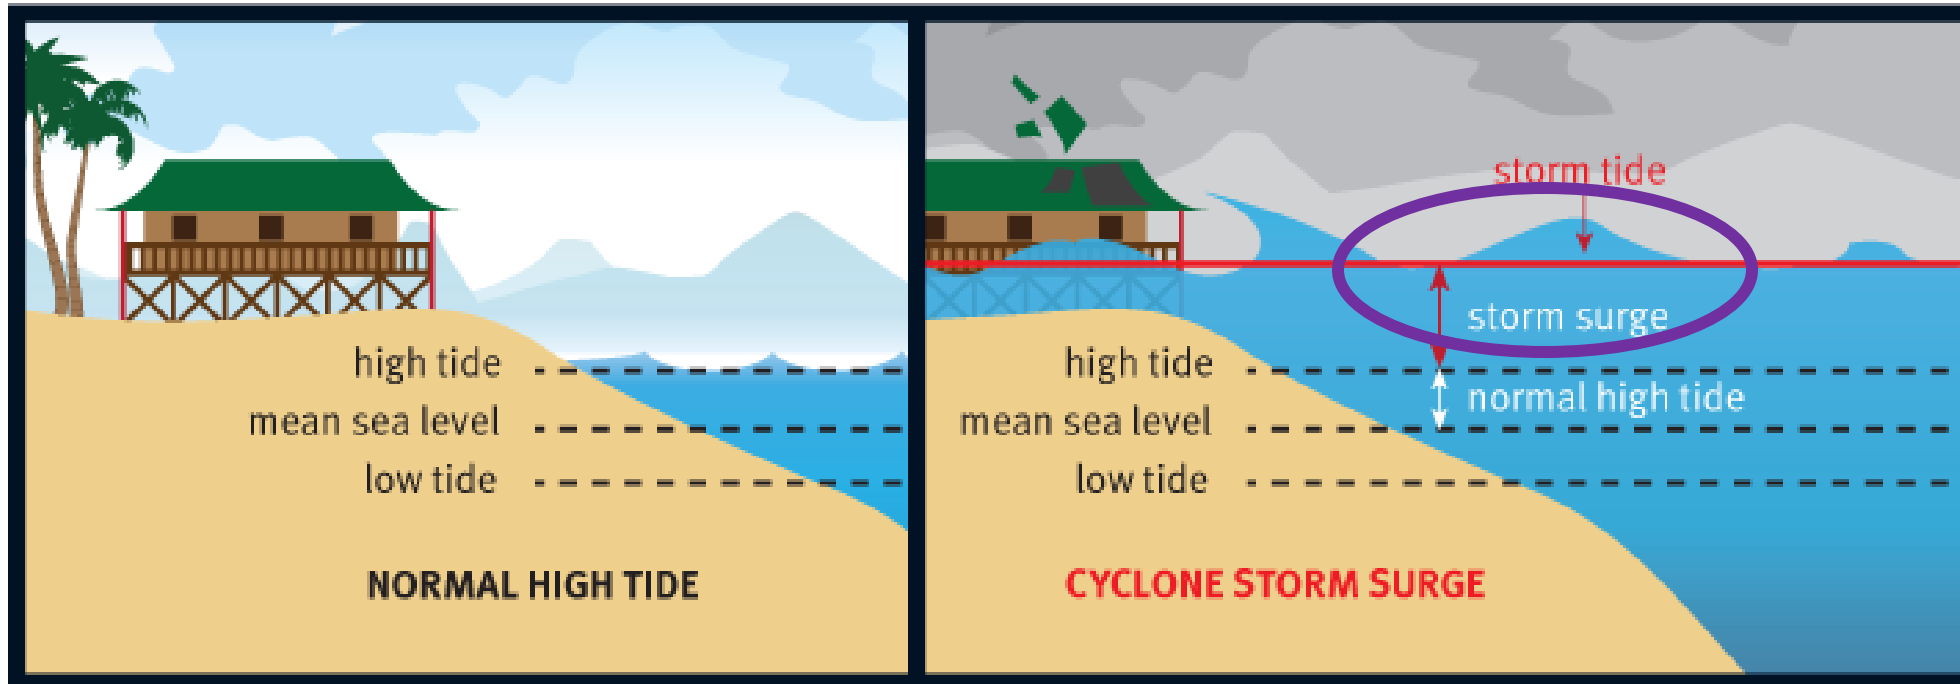 high tide
mean sea level
low tide
NORMAL HIGH TIDE
storm tide
storm surge
high tide
normal high tide
mean sea level
low tide
CYCLONE STORM SURGE